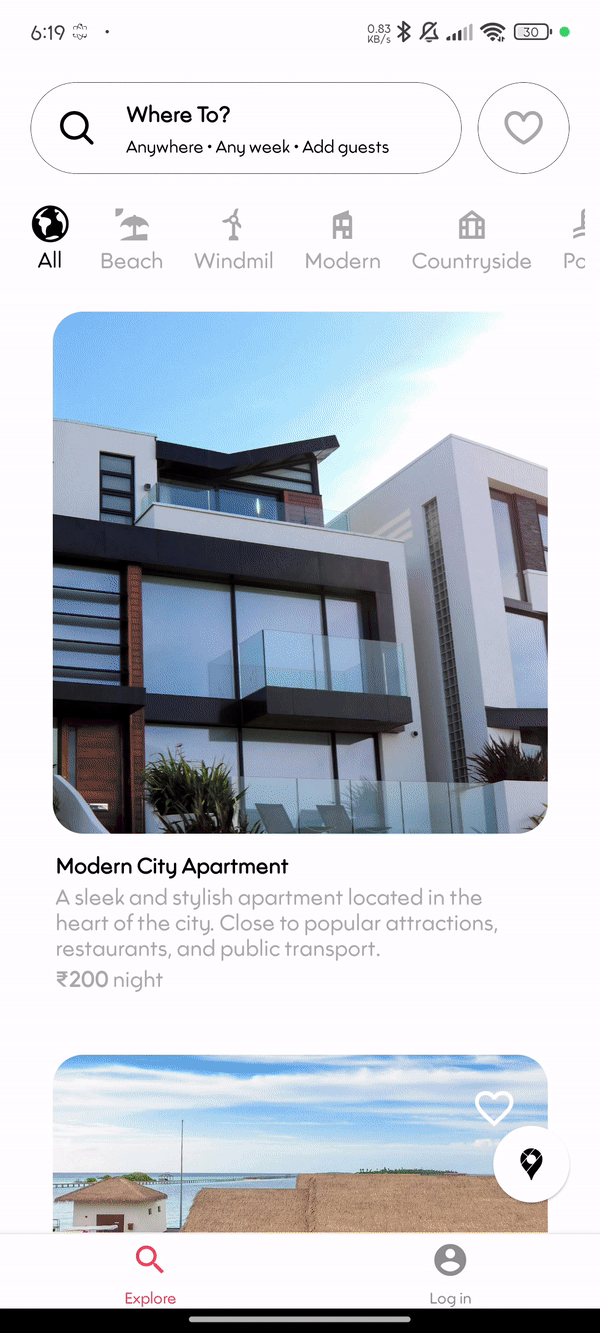 6:19
0.83
KB/s
30
Where To?
Anywhere • Any week • Add guests
All
Beach
Windmil
Modern
Countryside
Po
Modern City Apartment
A sleek and stylish apartment located in the
heart of the city. Close to popular attractions,
restaurants, and public transport.
₹200 night
Explore
Log in